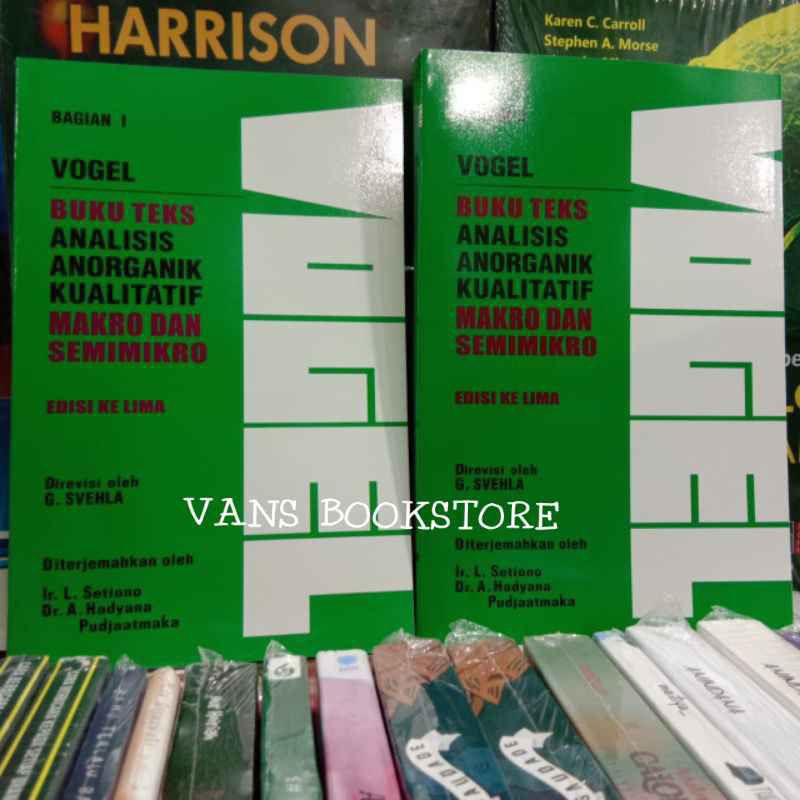 HARRISON
Karen C. Carroll
Stephen A. Morse
BAGIAN I
VOGEL
BUKU TEKS
ANALISIS
ANORGANIK
KUALITATIF
MAKRO DAN
SEMIMIKRO
EDISI KE LIMA
Direvisi oleh
G. SVEHLA
Diterjemahkan oleh
Ir. L. Setiono
Dr. A. Hadyana
Pudjaatmaka
VOGEL
VOGEL
BUKU TEKS
ANALISIS
ANORGANIK
KUALITATIF
MAKRO DAN
SEMIMIKRO
EDISI KE LIMA
Direvisi oleh
G. SVEHLA
Diterjemahkan oleh
Ir. L. Setiono
Dr. A. Hadyana
Pudjaatmaka
VOGEL
VANS BOOKSTORE
SAUDADE